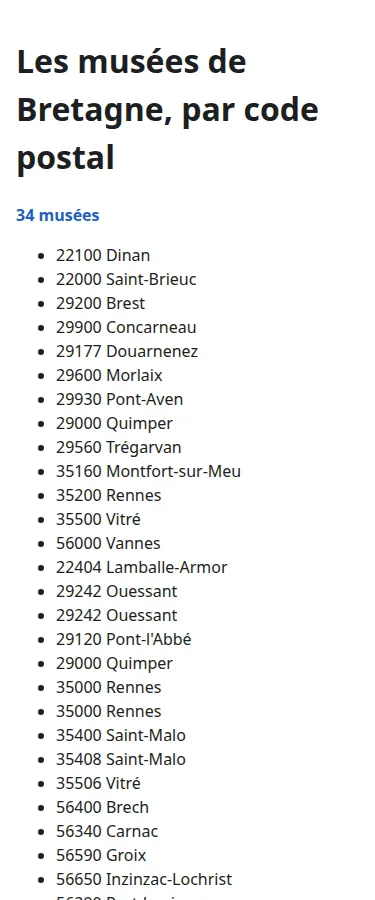 Les musées de
Bretagne, par code
postal
34 musées
22100 Dinan
22000 Saint-Brieuc
29200 Brest
29900 Concarneau
29177 Douarnenez
29600 Morlaix
29930 Pont-Aven
29000 Quimper
29560 Trégarvan
35160 Montfort-sur-Meu
35200 Rennes
35500 Vitré
56000 Vannes
22404 Lamballe-Armor
29242 Ouessant
29242 Ouessant
29120 Pont-l'Abbé
29000 Quimper
35000 Rennes
35000 Rennes
35400 Saint-Malo
35408 Saint-Malo
35506 Vitré
56400 Brech
56340 Carnac
56590 Groix
56650 Inzinzac-Lochrist